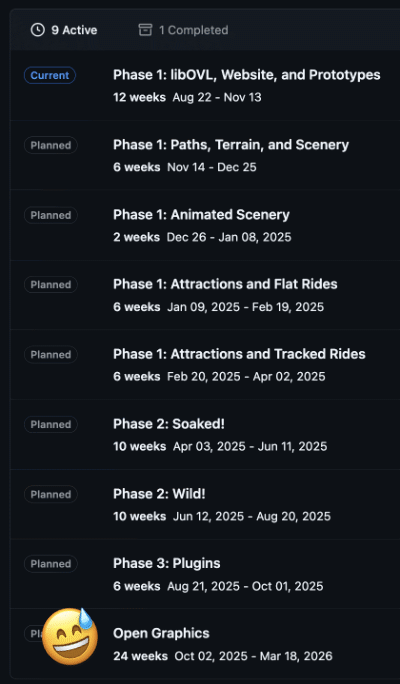 9 Active
1 Completed
Current
Phase 1: libOVL, Website, and Prototypes
12 weeks Aug 22 - Nov 13
Planned
Phase 1: Paths, Terrain, and Scenery
6 weeks Nov 14 - Dec 25
Planned
Phase 1: Animated Scenery
2 weeks Dec 26 - Jan 08, 2025
Planned
Phase 1: Attractions and Flat Rides
6 weeks Jan 09, 2025 - Feb 19, 2025
Planned
Phase 1: Attractions and Tracked Rides
6 weeks Feb 20, 2025 - Apr 02, 2025
Planned
Phase 2: Soaked!
10 weeks Apr 03, 2025 - Jun 11, 2025
Planned
Phase 2: Wild!
10 weeks Jun 12, 2025 - Aug 20, 2025
Planned
Phase 3: Plugins
6 weeks Aug 21, 2025 - Oct 01, 2025
Open Graphics
24 weeks Oct 02, 2025 - Mar 18, 2026